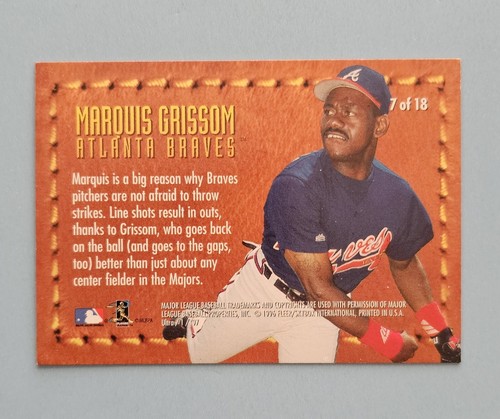 7 of 18
MARQUIS GRISSOM
ATLANTA BRAVES
Marquis is a big reason why Braves
pitchers are not afraid to throw
strikes. Line shots result in outs,
thanks to Grissom, who goes back
on the ball (and goes to the gaps,
too) better than just about any
center fielder in the Majors.
MAJOR LEAGUE BASEBALL TRADEMARKS AND COPYRIGHTS ARE USED WITH PERMISSION OF MAJOR
LEAGUE BASEBALL PROPERTIES, INC. © 1996 FLEER/SKYBOX INTERNATIONAL, PRINTED IN U.S.A.